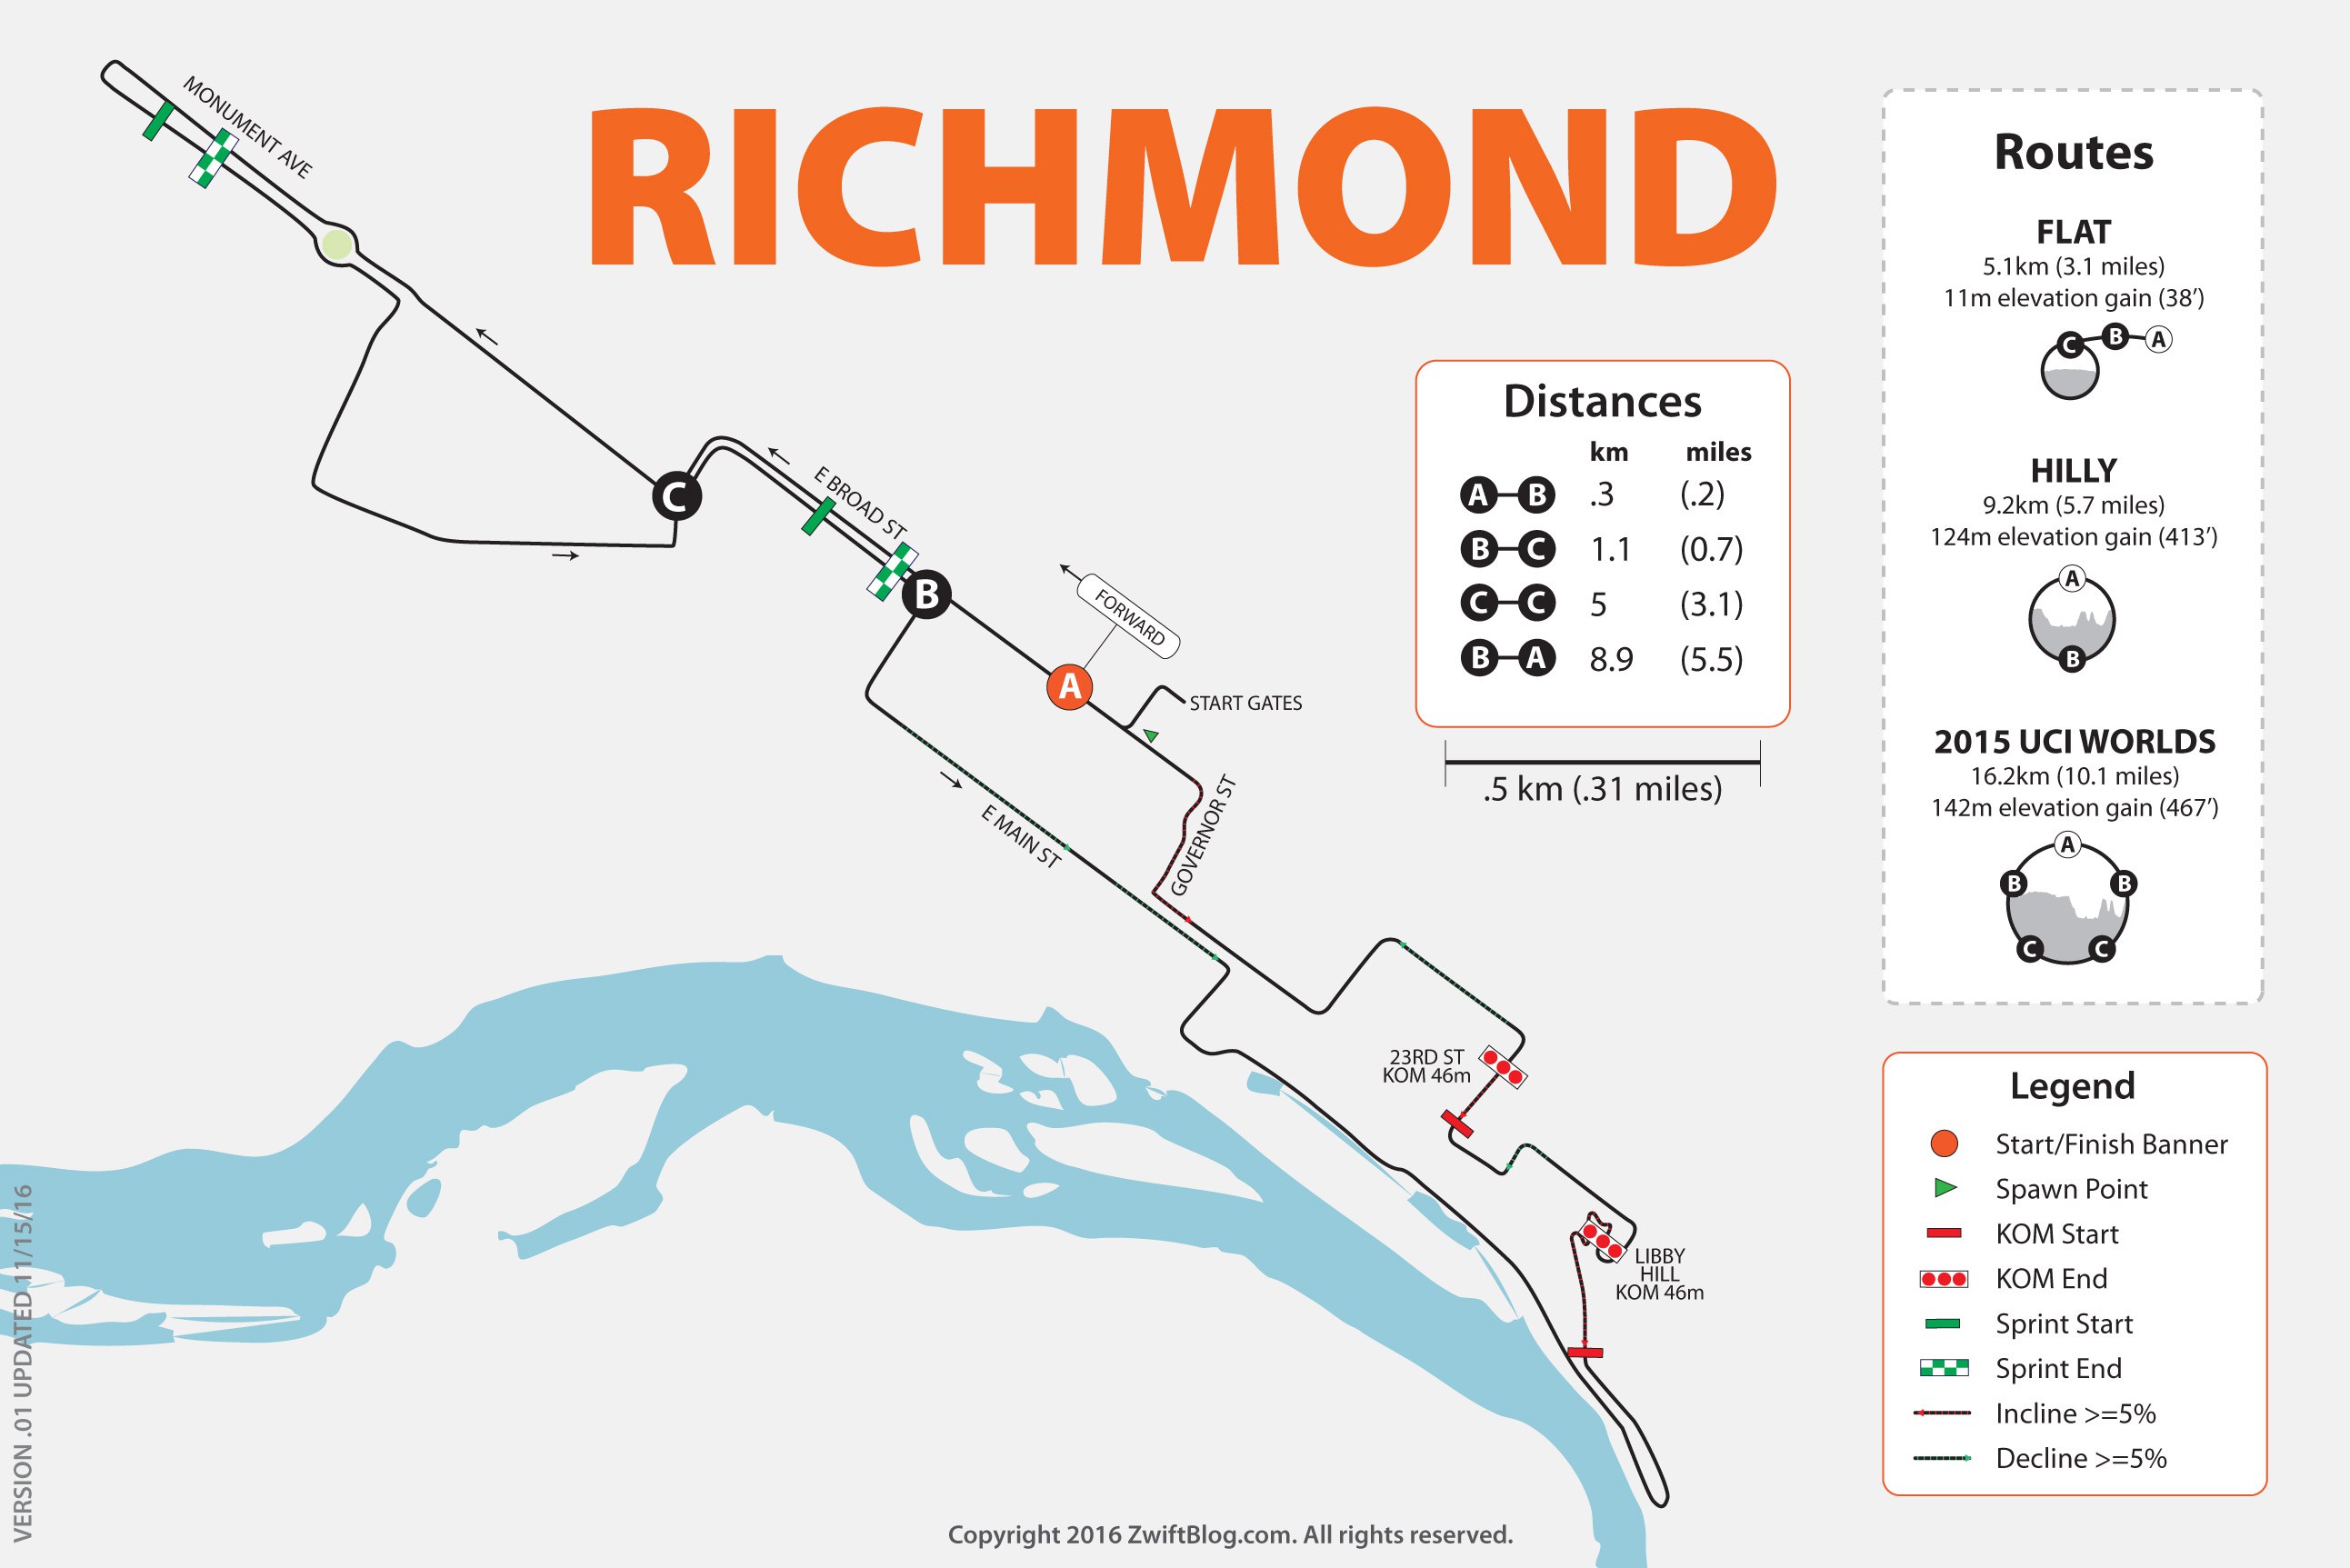 RICHMOND
MONUMENT AVE
C
E BROAD ST
B
FORWARD
A
START GATES
E MAIN ST
GOVERNOR ST
23RD ST
KOM 46m
LIBBY
HILL
KOM 46m
Distances
km miles
A B .3 (.2)
B C 1.1 (0.7)
C C 5 (3.1)
B A 8.9 (5.5)
.5 km (.31 miles)
Routes
FLAT
5.1km (3.1 miles)
11m elevation gain (38’)
C B A
HILLY
9.2km (5.7 miles)
124m elevation gain (413’)
A
B
2015 UCI WORLDS
16.2km (10.1 miles)
142m elevation gain (467’)
A
B B
C C
Legend
Start/Finish Banner
Spawn Point
KOM Start
KOM End
Sprint Start
Sprint End
Incline >=5%
Decline >=5%
VERSION .01 UPDATED 11/15/16
Copyright 2016 ZwiftBlog.com. All rights reserved.